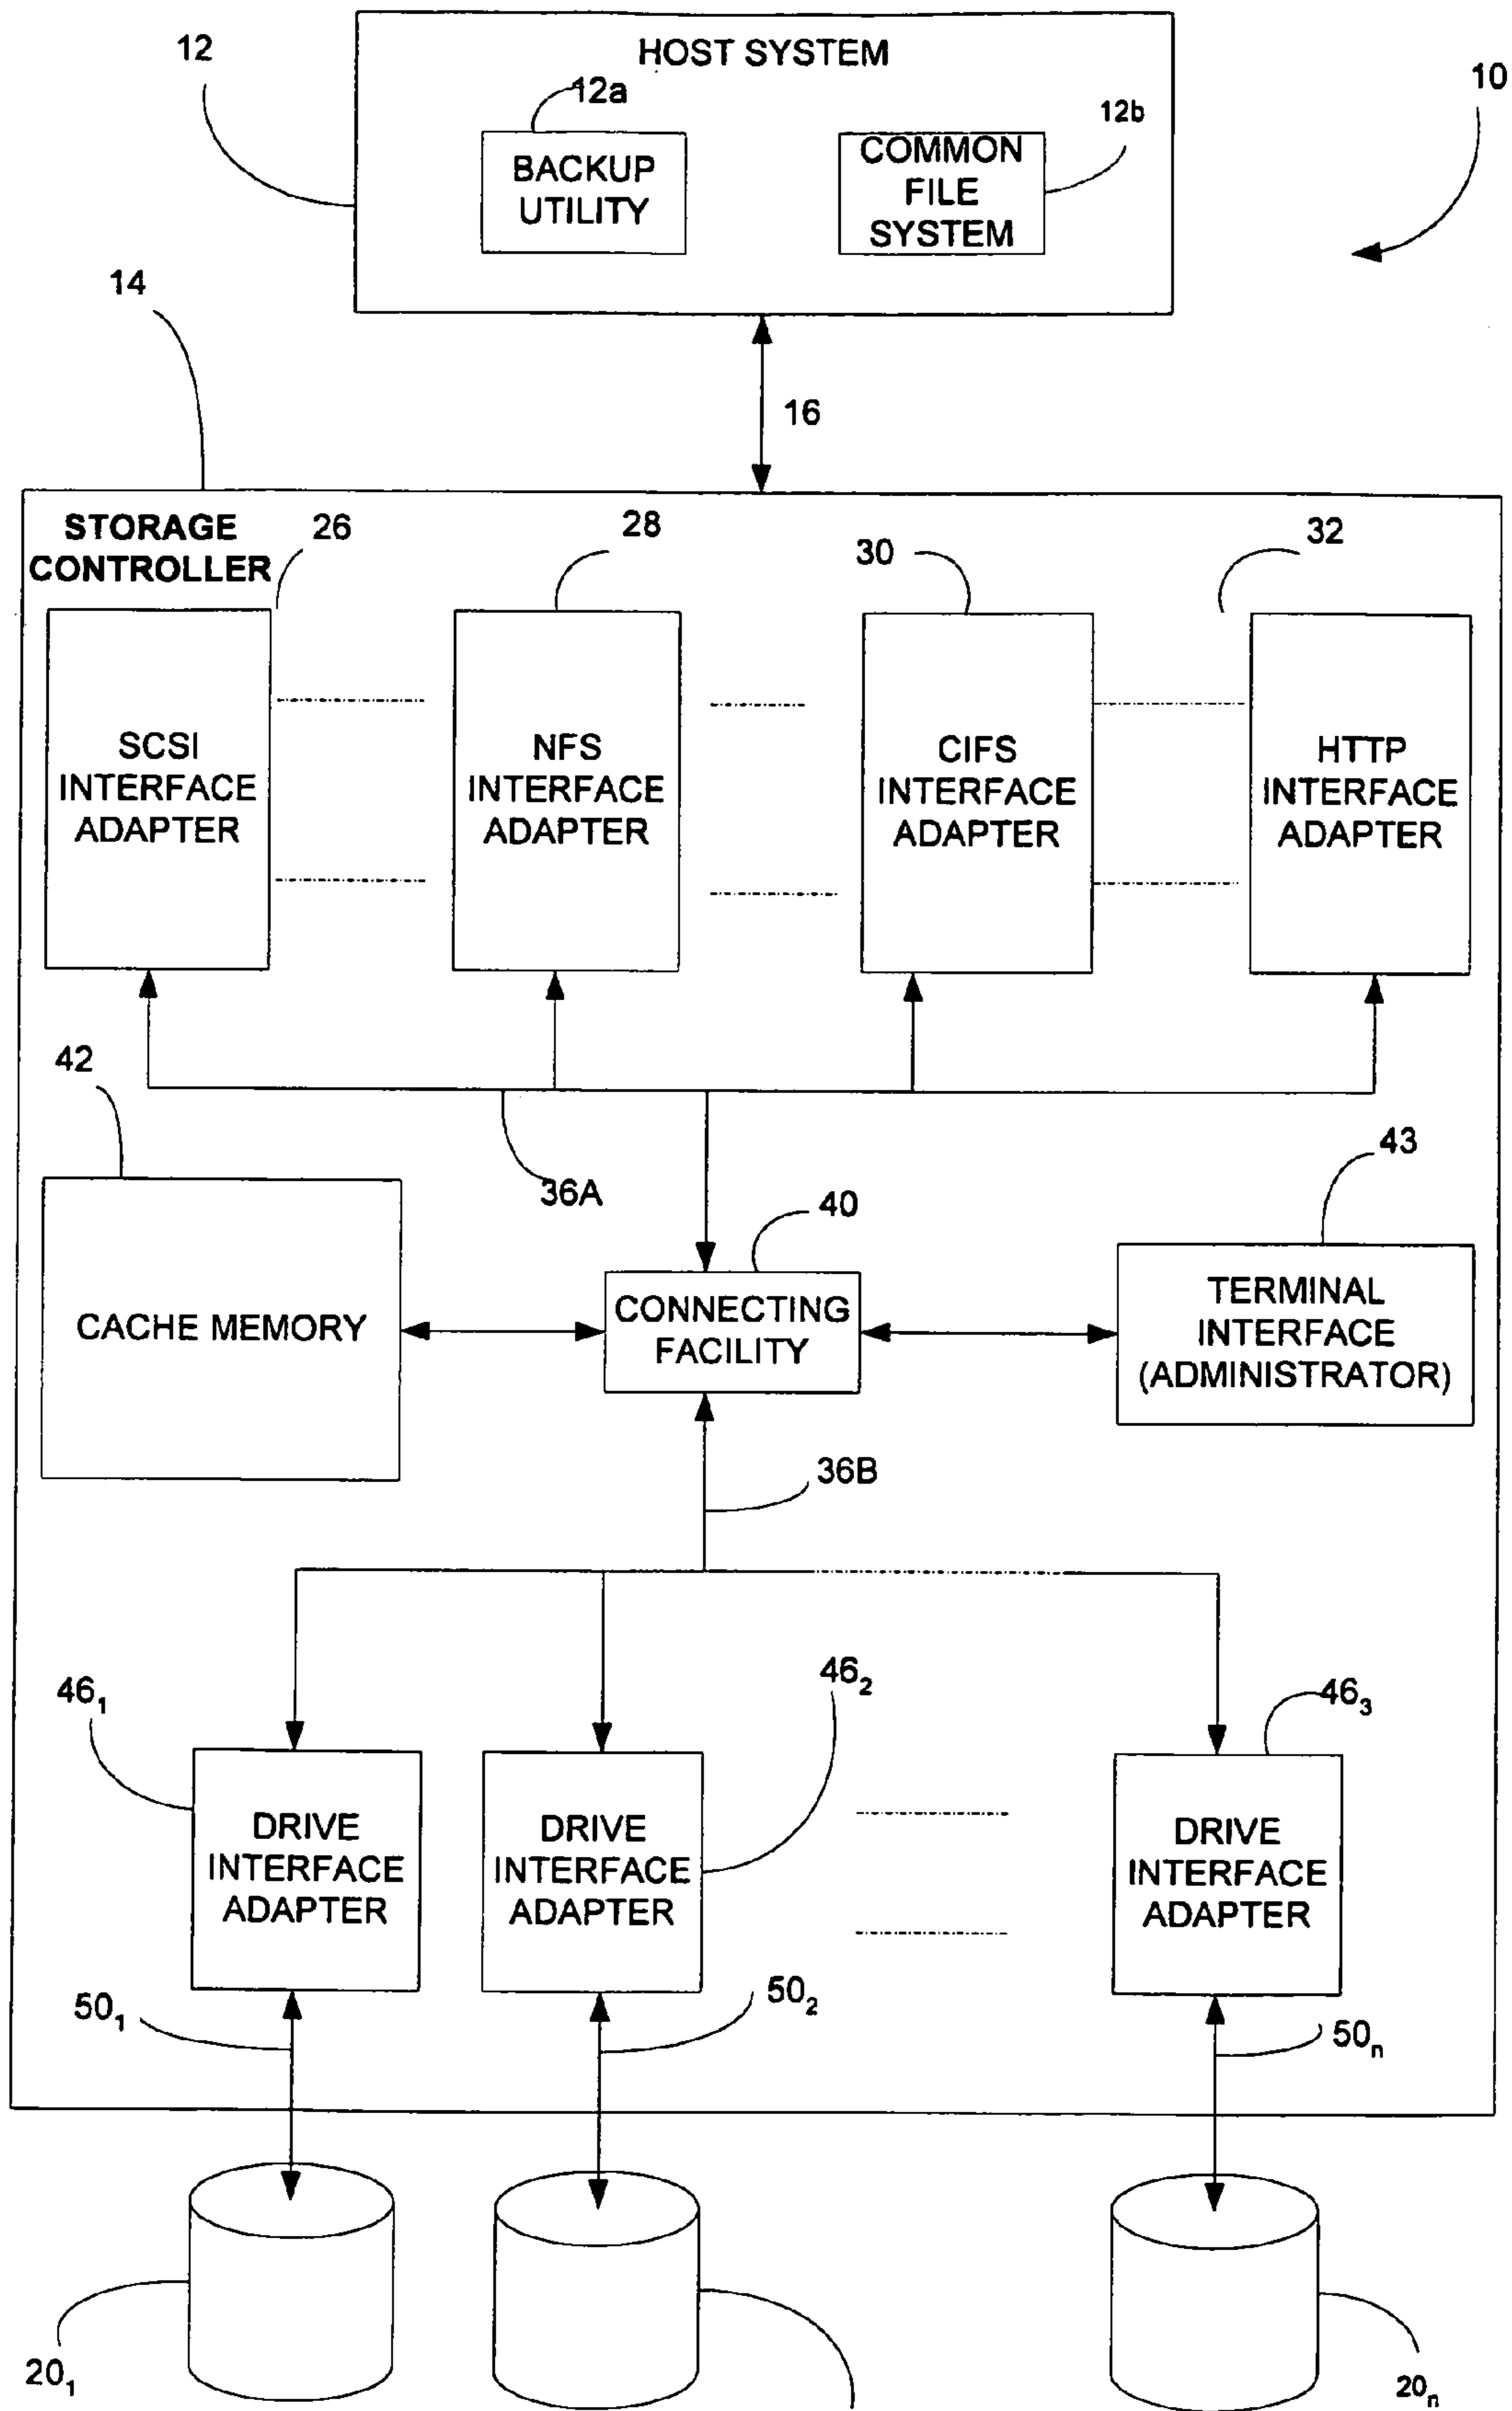 12
HOST SYSTEM
10
12a
12b
BACKUP
UTILITY
COMMON
FILE
SYSTEM
14
16
STORAGE
CONTROLLER
26
28
30
32
SCSI
INTERFACE
ADAPTER
NFS
INTERFACE
ADAPTER
CIFS
INTERFACE
ADAPTER
HTTP
INTERFACE
ADAPTER
42
36A
40
43
CACHE MEMORY
CONNECTING
FACILITY
TERMINAL
INTERFACE
(ADMINISTRATOR)
36B
46₁
46₂
46₃
DRIVE
INTERFACE
ADAPTER
DRIVE
INTERFACE
ADAPTER
DRIVE
INTERFACE
ADAPTER
50₁
50₂
50ₙ
20₁
20ₙ